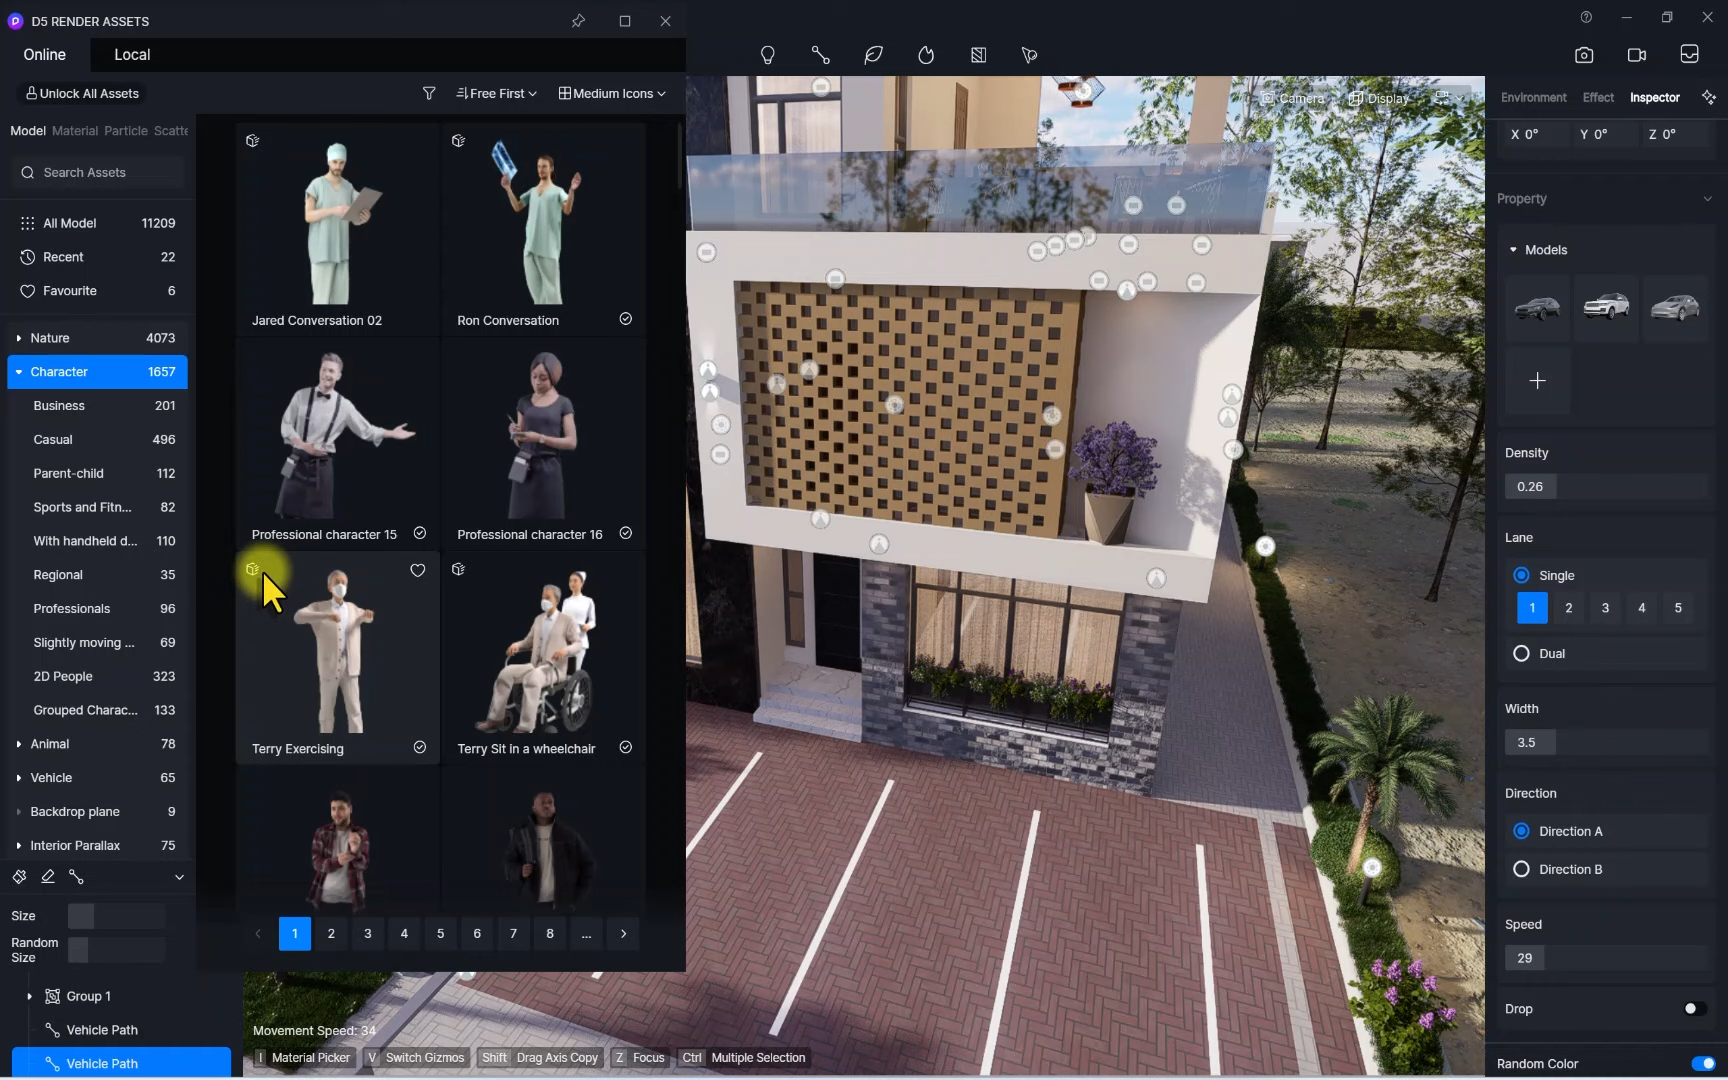 D5 RENDER ASSETS
Online
Local
Unlock All Assets
Free First
Medium Icons
Model Material Particle Scatte
Search Assets
All Model 11209
Recent 22
Favourite 6
Nature 4073
Character 1657
Business 201
Casual 496
Parent-child 112
Sports and Fitn... 82
With handheld d... 110
Regional 35
Professionals 96
Slightly moving ... 69
2D People 323
Grouped Charac... 133
Animal 78
Vehicle 65
Backdrop plane 9
Interior Parallax 75
Size
Random
Size
Group 1
Vehicle Path
Vehicle Path
Jared Conversation 02
Ron Conversation
Professional character 15
Professional character 16
Terry Exercising
Terry Sit in a wheelchair
1 2 3 4 5 6 7 8 ...
Camera
Display
Movement Speed: 34
I Material Picker V Switch Gizmos Shift Drag Axis Copy Z Focus Ctrl Multiple Selection
Environment Effect Inspector
X 0° Y 0° Z 0°
Property
Models
Density
0.26
Lane
Single
1 2 3 4 5
Dual
Width
3.5
Direction
Direction A
Direction B
Speed
29
Drop
Random Color